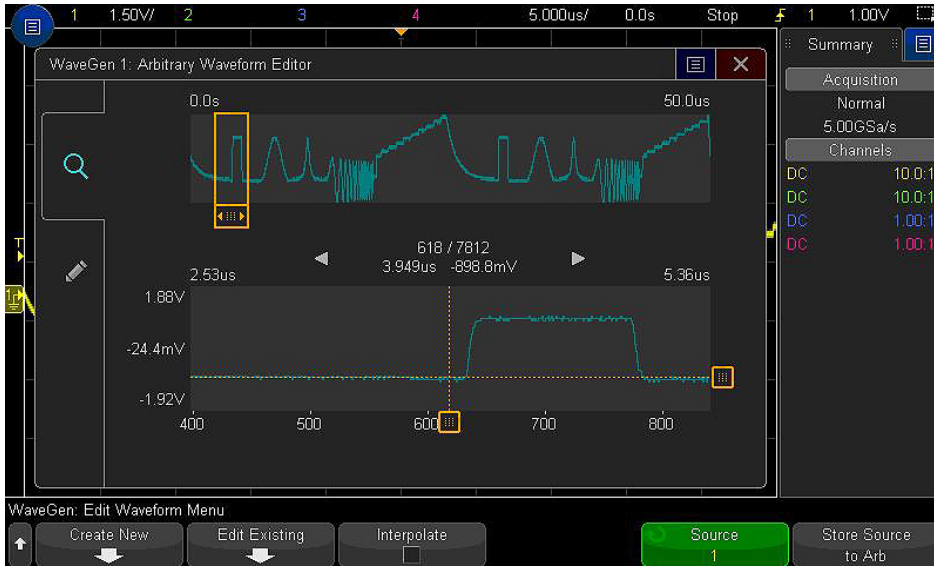 1 1.50V/ 2 3 4 5.000us/ 0.0s Stop 1 1.00V
Summary
WaveGen 1: Arbitrary Waveform Editor
Acquisition
Normal
5.00GSa/s
Channels
DC 10.0:1
DC 10.0:1
DC 1.00:1
DC 1.00:1
0.0s 50.0us
T
618 / 7812
3.949us -898.8mV
2.53us 5.36us
1.88V
-24.4mV
-1.92V
400 500 600 700 800
1
WaveGen: Edit Waveform Menu
Create New
Edit Existing
Interpolate
Source
1
Store Source
to Arb